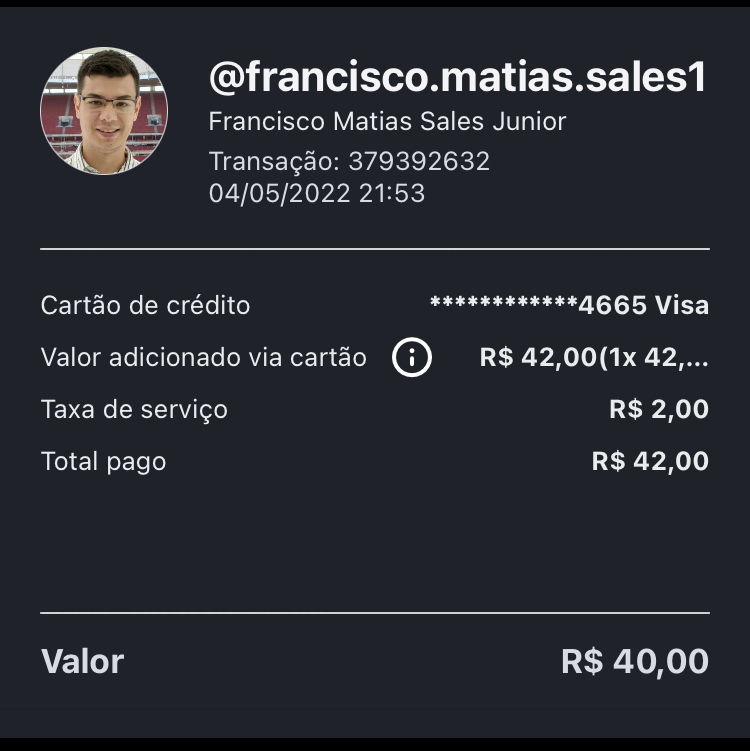 @francisco.matias.sales1
Francisco Matias Sales Junior
Transação: 379392632
04/05/2022 21:53
Cartão de crédito ************4665 Visa
Valor adicionado via cartão R$ 42,00(1x 42,...
Taxa de serviço R$ 2,00
Total pago R$ 42,00
Valor R$ 40,00